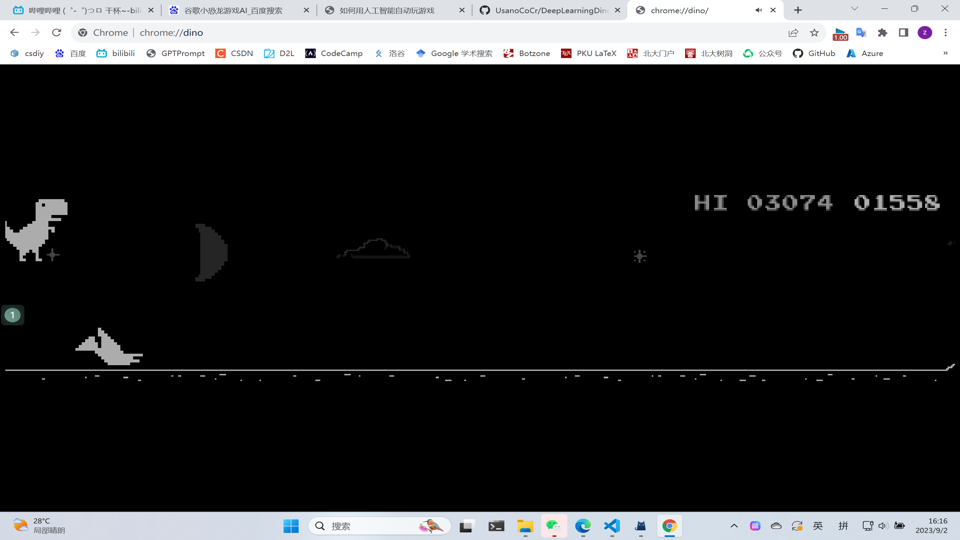 哔哩哔哩 (゜-゜)つロ 干杯~-bili
谷歌小恐龙游戏AI_百度搜索
如何用人工智能自动玩游戏
UsanoCoCr/DeepLearningDin
chrome://dino/
Chrome
chrome://dino
1.00
z
csdiy
百度
bilibili
GPTPrompt
CSDN
D2L
CodeCamp
洛谷
Google 学术搜索
Botzone
PKU LaTeX
北大门户
北大树洞
公众号
GitHub
Azure
»
HI 03074 01558
1
28°C
局部晴朗
搜索
英
拼
16:16
2023/9/2